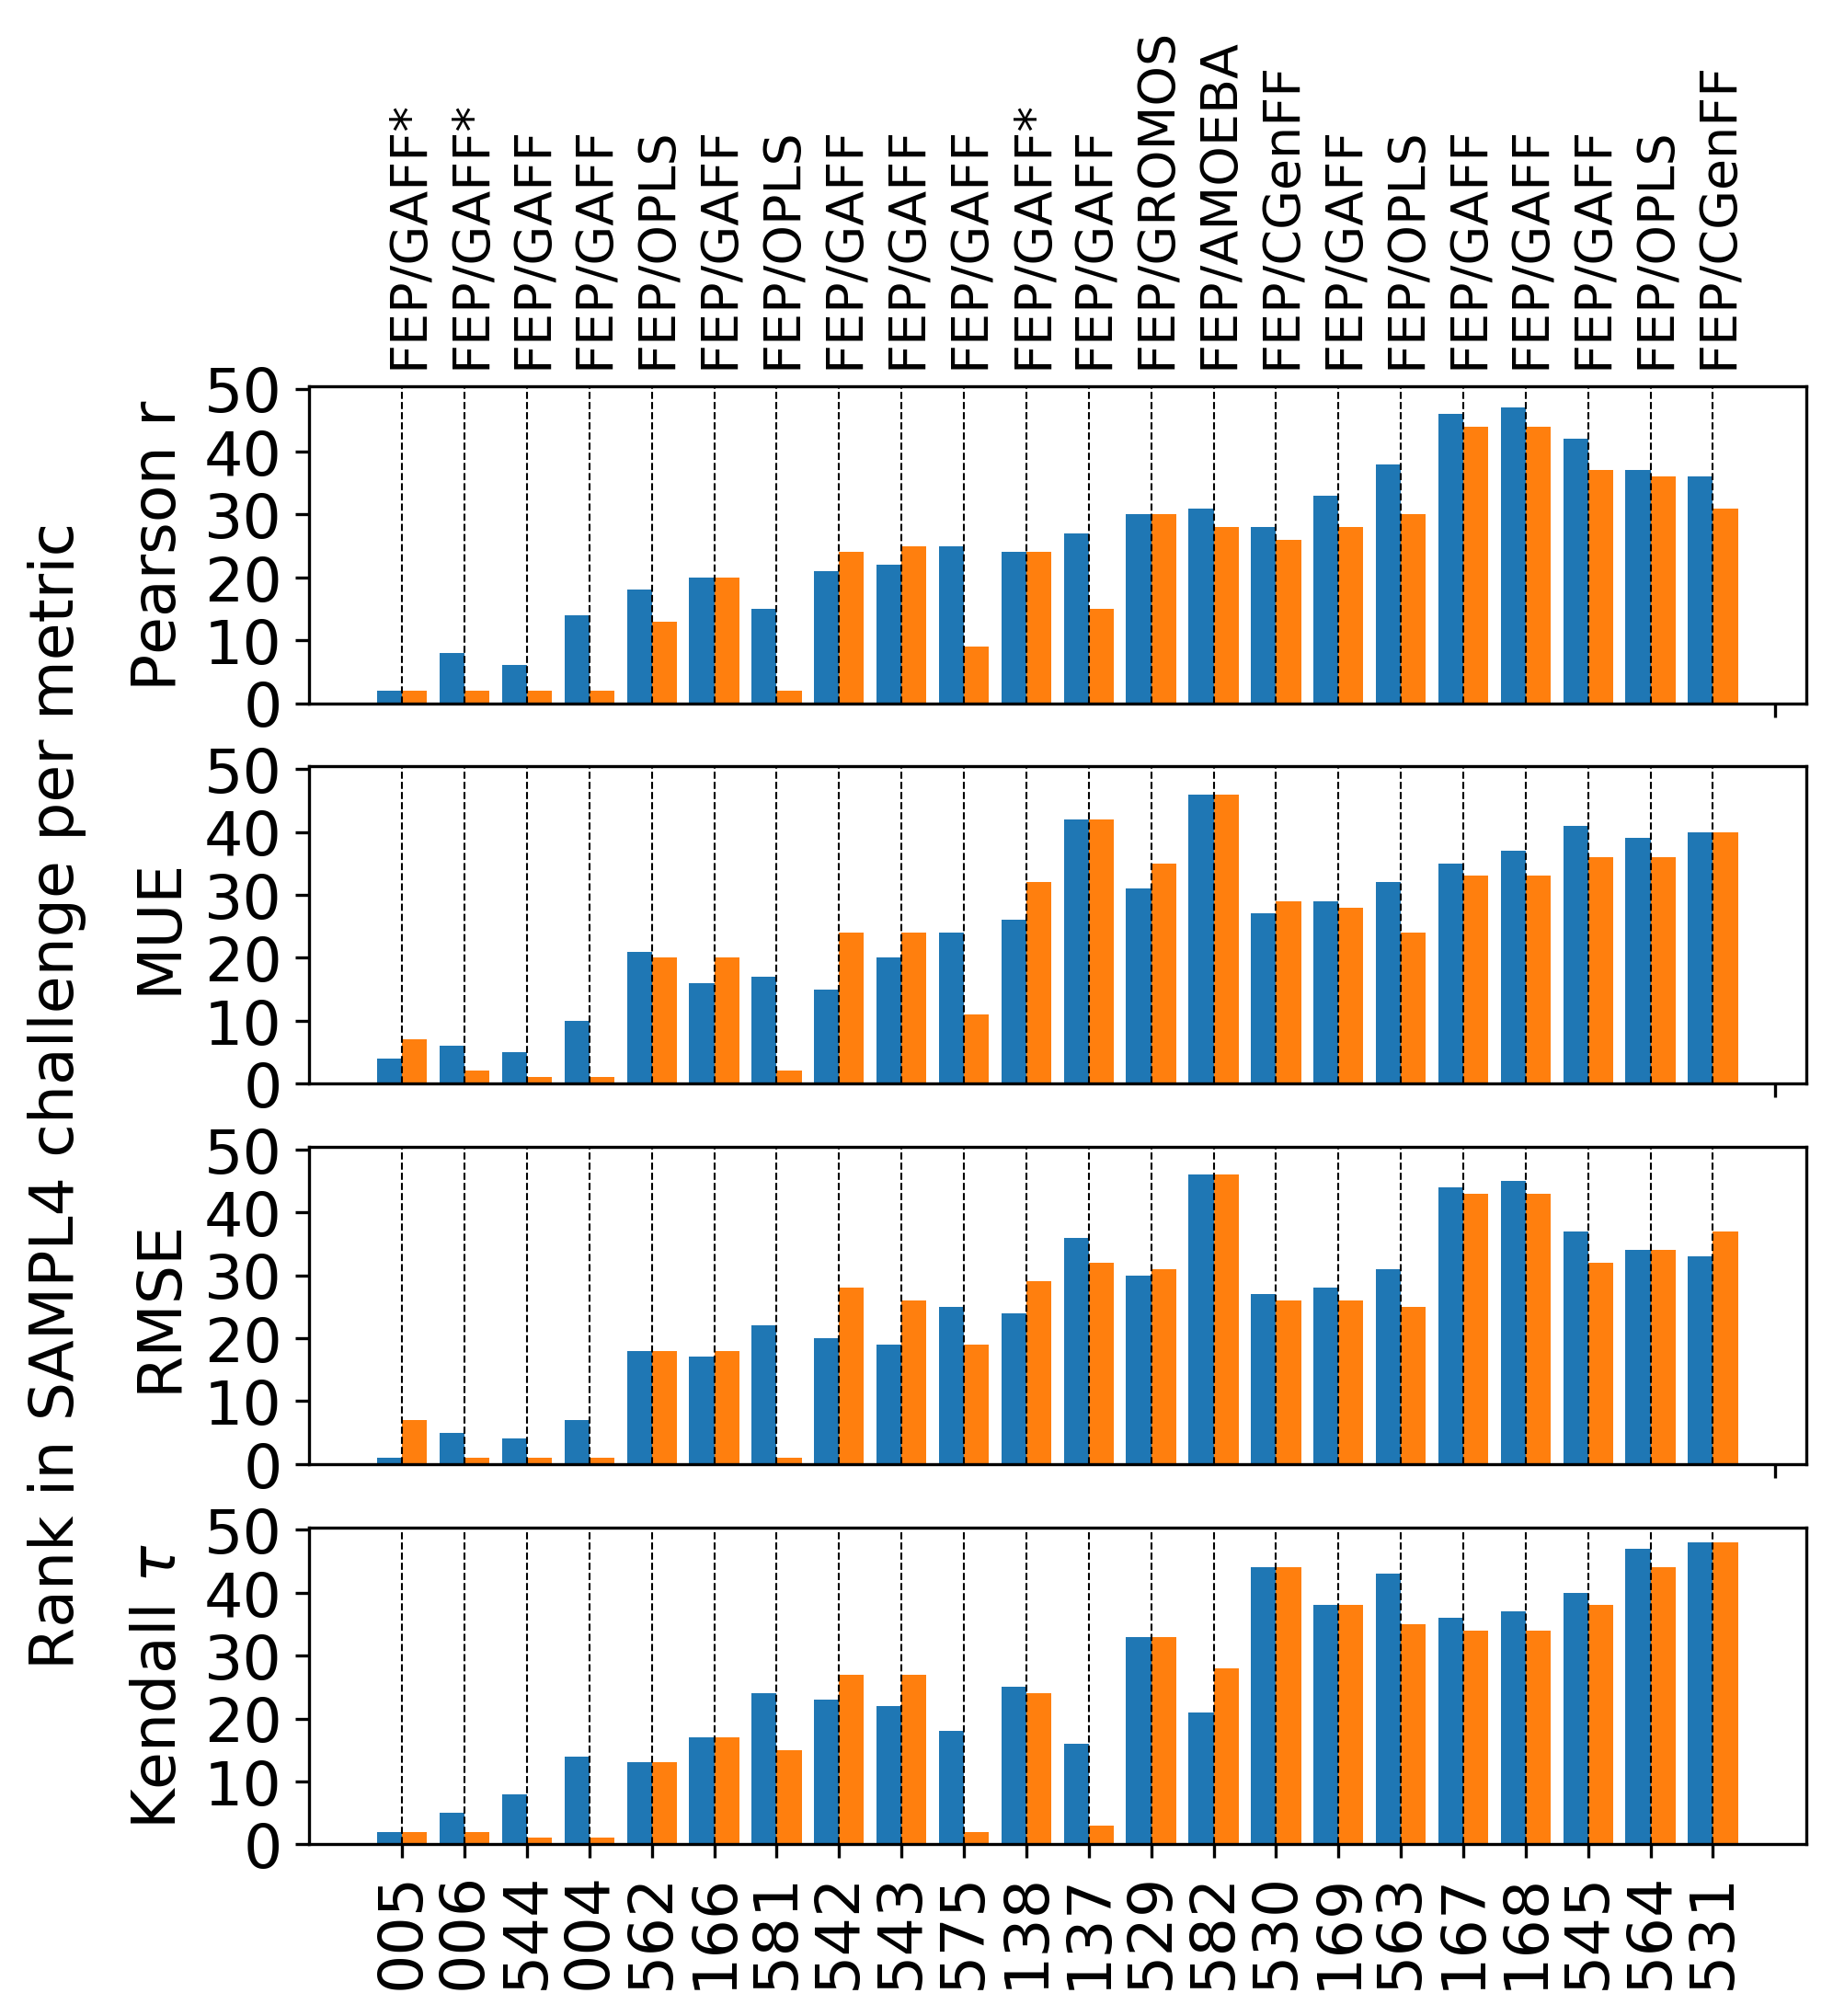 FEP/GAFF*
FEP/GAFF*
FEP/GAFF
FEP/GAFF
FEP/OPLS
FEP/GAFF
FEP/OPLS
FEP/GAFF
FEP/GAFF
FEP/GAFF
FEP/GAFF*
FEP/GAFF
FEP/GROMOS
FEP/AMOEBA
FEP/CGenFF
FEP/GAFF
FEP/OPLS
FEP/GAFF
FEP/GAFF
FEP/GAFF
FEP/OPLS
FEP/CGenFF
Rank in SAMPL4 challenge per metric
Pearson r
50
40
30
20
10
0
MUE
50
40
30
20
10
0
RMSE
50
40
30
20
10
0
Kendall τ
50
40
30
20
10
0
005
006
544
004
562
166
581
542
543
575
138
137
529
582
530
169
563
167
168
545
564
531